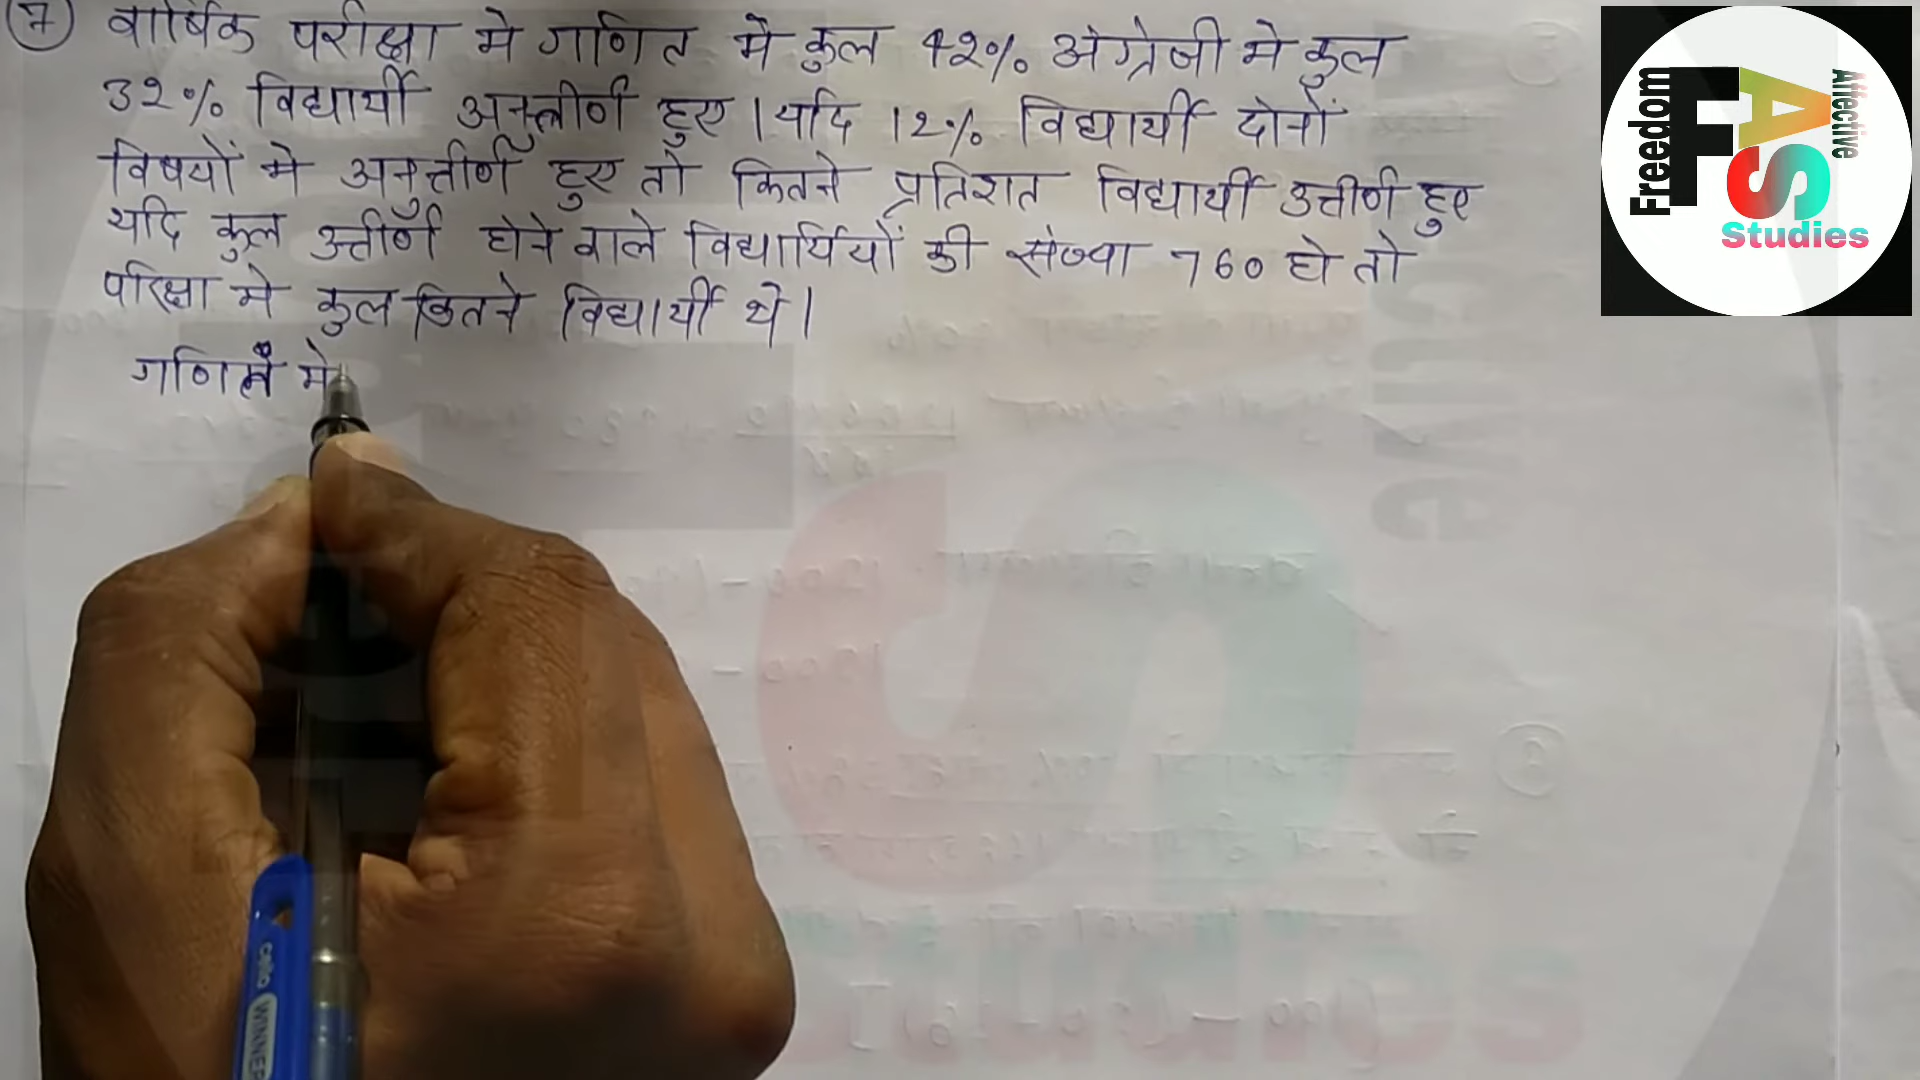 7 वार्षिक परीक्षा मे गणित मे कुल 42% अंग्रेजी मे कुल
32% विद्यार्थी अनुत्तीर्ण हुए । यदि 12% विद्यार्थी दोनों
विषयों मे अनुत्तीर्ण हुए तो कितने प्रतिशत विद्यार्थी उत्तीर्ण हुए
यदि कुल उत्तीर्ण होने वाले विद्यार्थियों की संख्या 760 हो तो
परिक्षा मे कुल कितने विद्यार्थी थे ।
गणित मे
Freedom
FAS
Affective
Studies